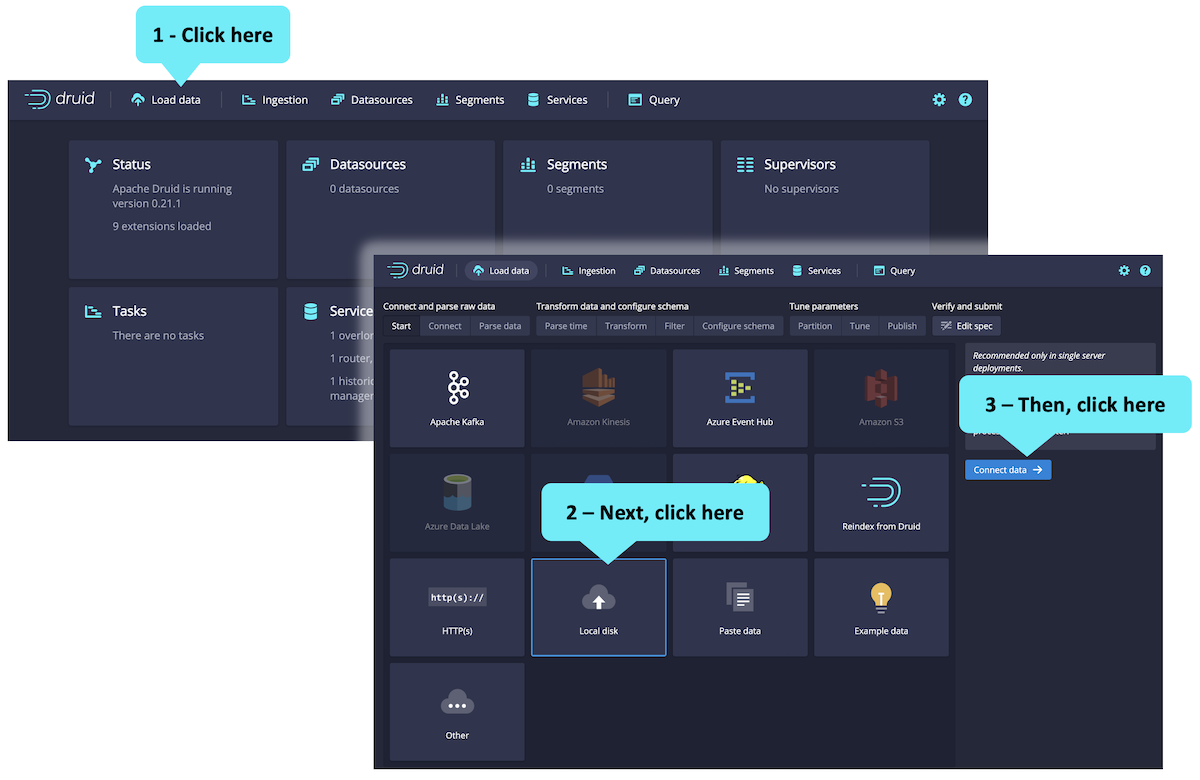 1 - Click here
druid
Load data
Ingestion
Datasources
Segments
Services
Query
Status
Apache Druid is running
version 0.21.1
9 extensions loaded
Datasources
0 datasources
Segments
0 segments
Supervisors
No supervisors
Tasks
There are no tasks
Service
1 overlor
1 router,
1 historic
manager
druid
Load data
Ingestion
Datasources
Segments
Services
Query
Connect and parse raw data
Transform data and configure schema
Tune parameters
Verify and submit
Start
Connect
Parse data
Parse time
Transform
Filter
Configure schema
Partition
Tune
Publish
Edit spec
Apache Kafka
Amazon Kinesis
Azure Event Hub
Amazon S3
Recommended only in single server
deployments.
3 – Then, click here
Connect data
Azure Data Lake
2 – Next, click here
Reindex from Druid
http(s)://
HTTP(s)
Local disk
Paste data
Example data
Other